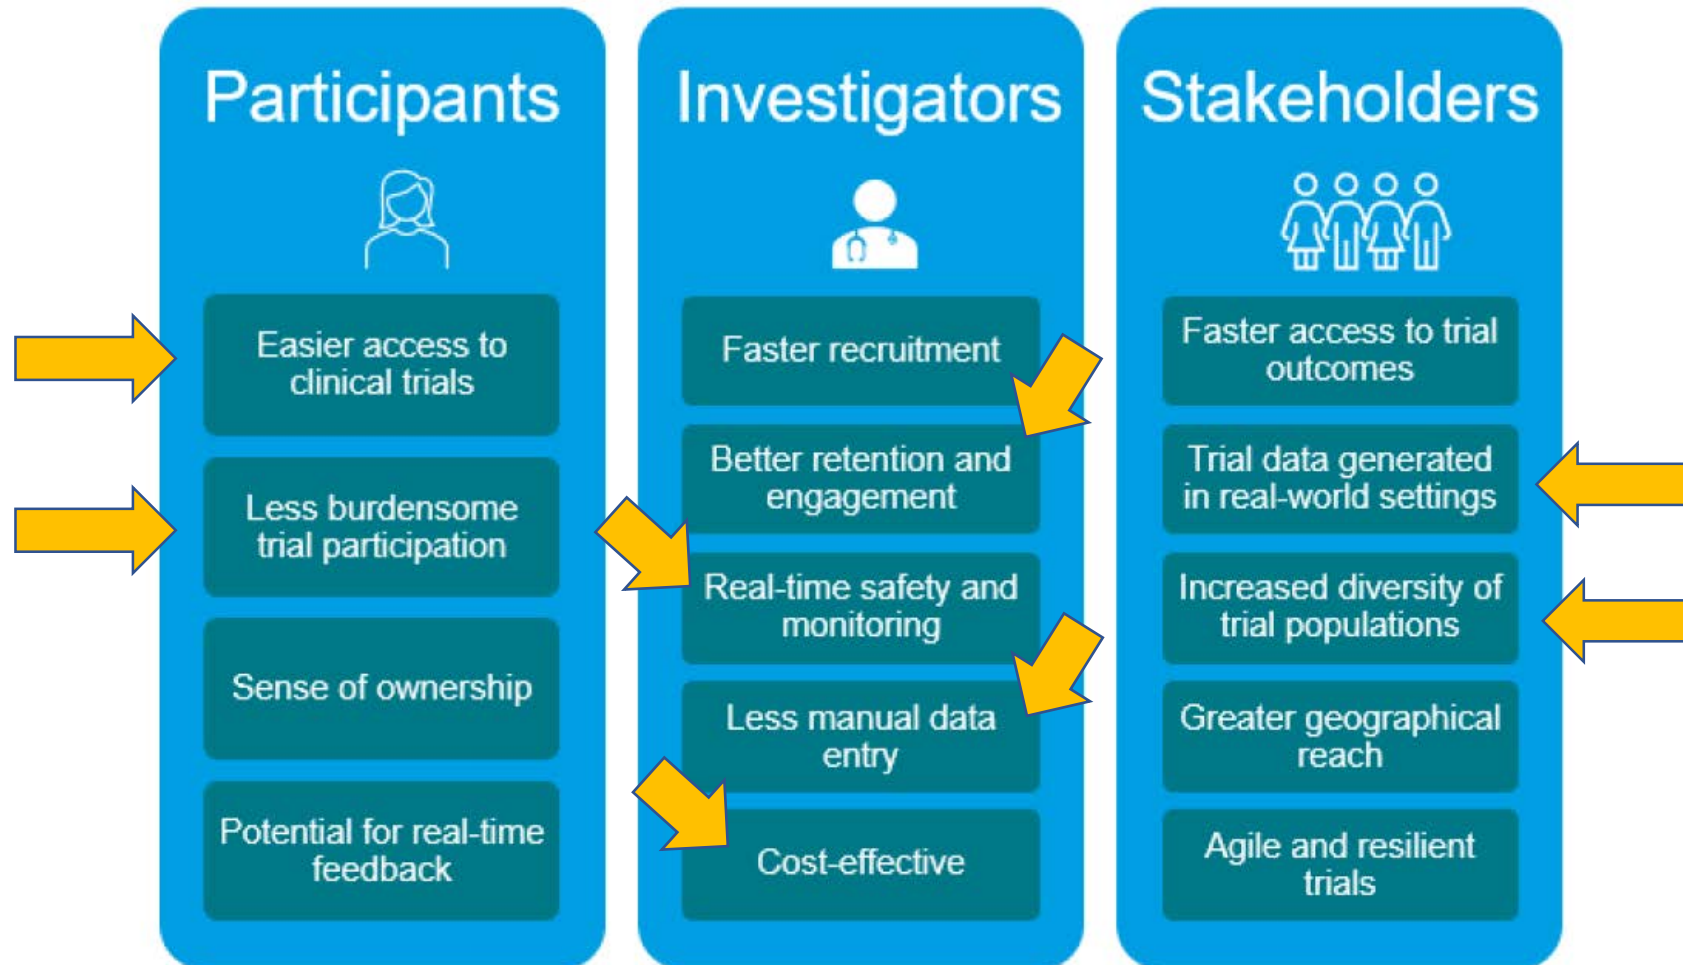 Participants
Easier access to
clinical trials
Less burdensome
trial participation
Sense of ownership
Potential for real-time
feedback
Investigators
Faster recruitment
Better retention and
engagement
Real-time safety and
monitoring
Less manual data
entry
Cost-effective
Stakeholders
Faster access to trial
outcomes
Trial data generated
in real-world settings
Increased diversity of
trial populations
Greater geographical
reach
Agile and resilient
trials